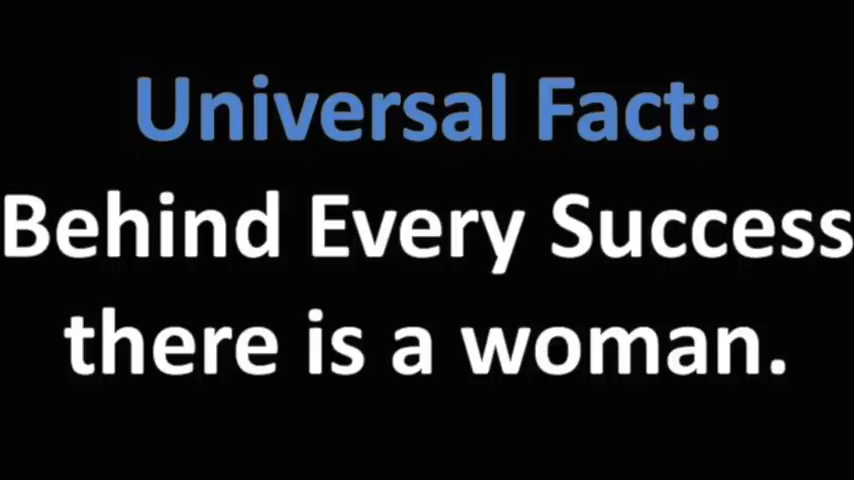 Universal Fact:
Behind Every Success
there is a woman.